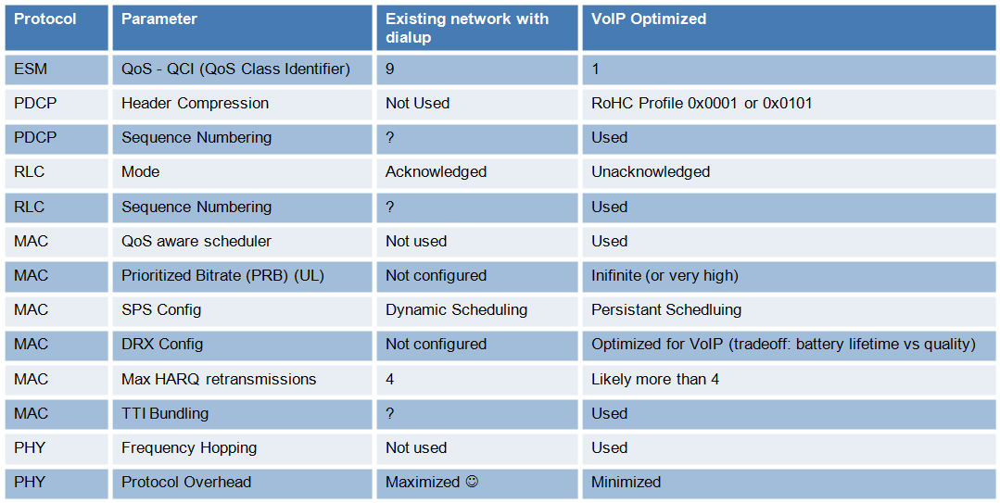 Protocol Parameter Existing network with dialup VoIP Optimized
ESM QoS - QCI (QoS Class Identifier) 9 1
PDCP Header Compression Not Used RoHC Profile 0x0001 or 0x0101
PDCP Sequence Numbering ? Used
RLC Mode Acknowledged Unacknowledged
RLC Sequence Numbering ? Used
MAC QoS aware scheduler Not used Used
MAC Prioritized Bitrate (PRB) (UL) Not configured Inifinite (or very high)
MAC SPS Config Dynamic Scheduling Persistant Schedluing
MAC DRX Config Not configured Optimized for VoIP (tradeoff: battery lifetime vs quality)
MAC Max HARQ retransmissions 4 Likely more than 4
MAC TTI Bundling ? Used
PHY Frequency Hopping Not used Used
PHY Protocol Overhead Maximized ☺ Minimized